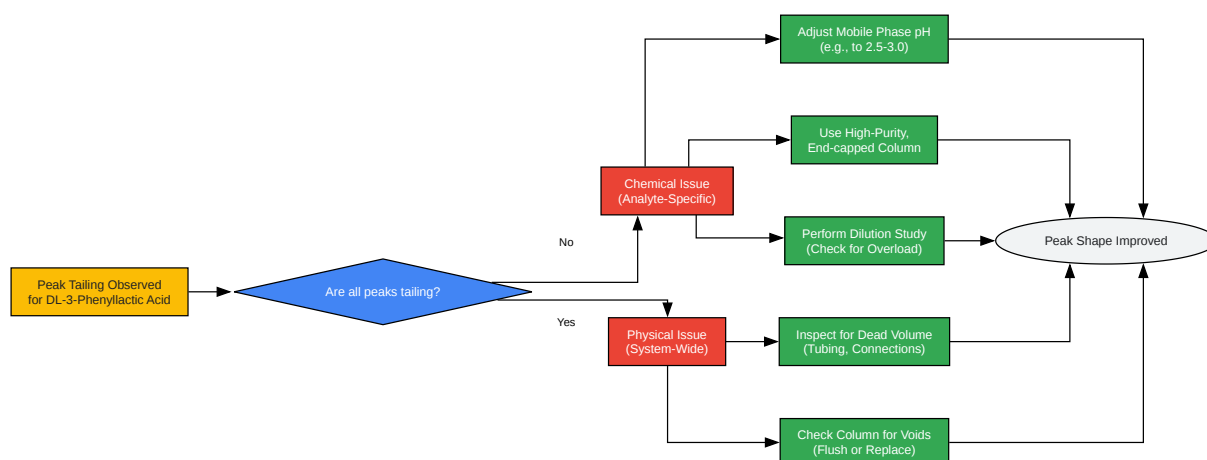 Peak Tailing Observed
for DL-3-Phenyllactic Acid
Are all peaks tailing?
No
Yes
Chemical Issue
(Analyte-Specific)
Physical Issue
(System-Wide)
Adjust Mobile Phase pH
(e.g., to 2.5-3.0)
Use High-Purity,
End-capped Column
Perform Dilution Study
(Check for Overload)
Inspect for Dead Volume
(Tubing, Connections)
Check Column for Voids
(Flush or Replace)
Peak Shape Improved